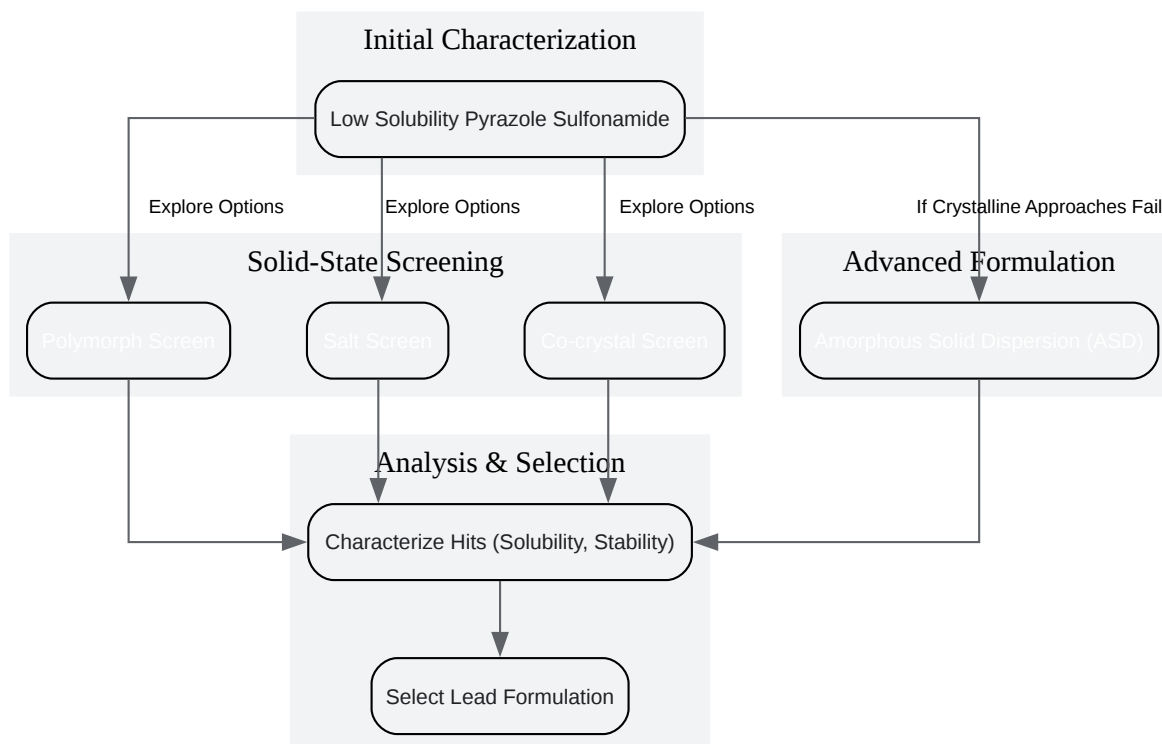 Initial Characterization
Low Solubility Pyrazole Sulfonamide
Explore Options
Explore Options
Explore Options
If Crystalline Approaches Fail
Solid-State Screening
Advanced Formulation
Polymorph Screen
Salt Screen
Co-crystal Screen
Amorphous Solid Dispersion (ASD)
Analysis & Selection
Characterize Hits (Solubility, Stability)
Select Lead Formulation